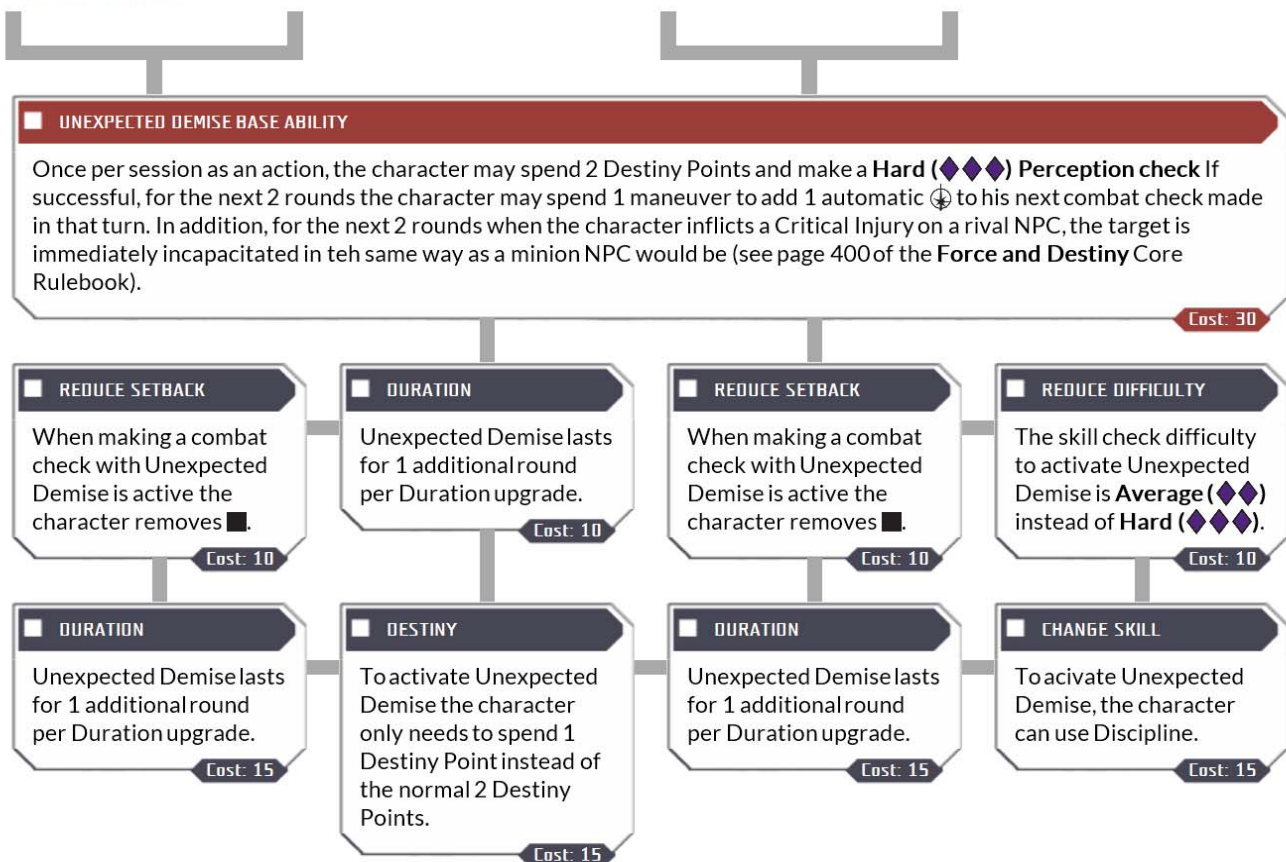 UNEXPECTED DEMISE BASE ABILITY
Once per session as an action, the character may spend 2 Destiny Points and make a Hard (♦♦♦) Perception check If
successful, for the next 2 rounds the character may spend 1 maneuver to add 1 automatic to his next combat check made
in that turn. In addition, for the next 2 rounds when the character inflicts a Critical Injury on a rival NPC, the target is
immediately incapacitated in teh same way as a minion NPC would be (see page 400 of the Force and Destiny Core
Rulebook).
Cost: 30
REDUCE SETBACK
When making a combat
check with Unexpected
Demise is active the
character removes ■.
Cost: 10
DURATION
Unexpected Demise lasts
for 1 additional round
per Duration upgrade.
Cost: 10
REDUCE SETBACK
When making a combat
check with Unexpected
Demise is active the
character removes ■.
Cost: 10
REDUCE DIFFICULTY
The skill check difficulty
to activate Unexpected
Demise is Average (♦♦)
instead of Hard (♦♦♦).
Cost: 10
DURATION
Unexpected Demise lasts
for 1 additional round
per Duration upgrade.
Cost: 15
DESTINY
To activate Unexpected
Demise the character
only needs to spend 1
Destiny Point instead of
the normal 2 Destiny
Points.
Cost: 15
DURATION
Unexpected Demise lasts
for 1 additional round
per Duration upgrade.
Cost: 15
CHANGE SKILL
To acivate Unexpected
Demise, the character
can use Discipline.
Cost: 15